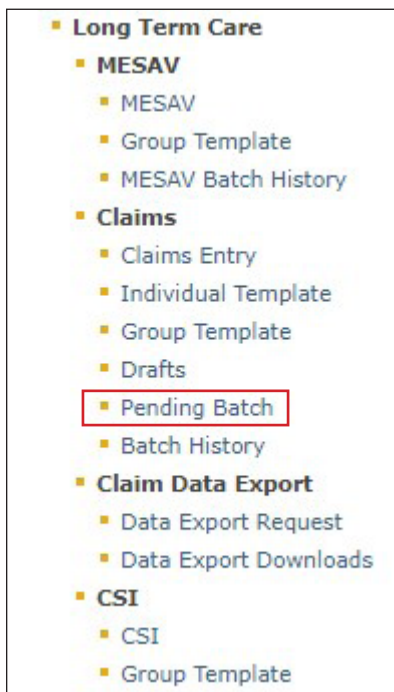 Long Term Care
MESAV
MESAV
Group Template
MESAV Batch History
Claims
Claims Entry
Individual Template
Group Template
Drafts
Pending Batch
Batch History
Claim Data Export
Data Export Request
Data Export Downloads
CSI
CSI
Group Template